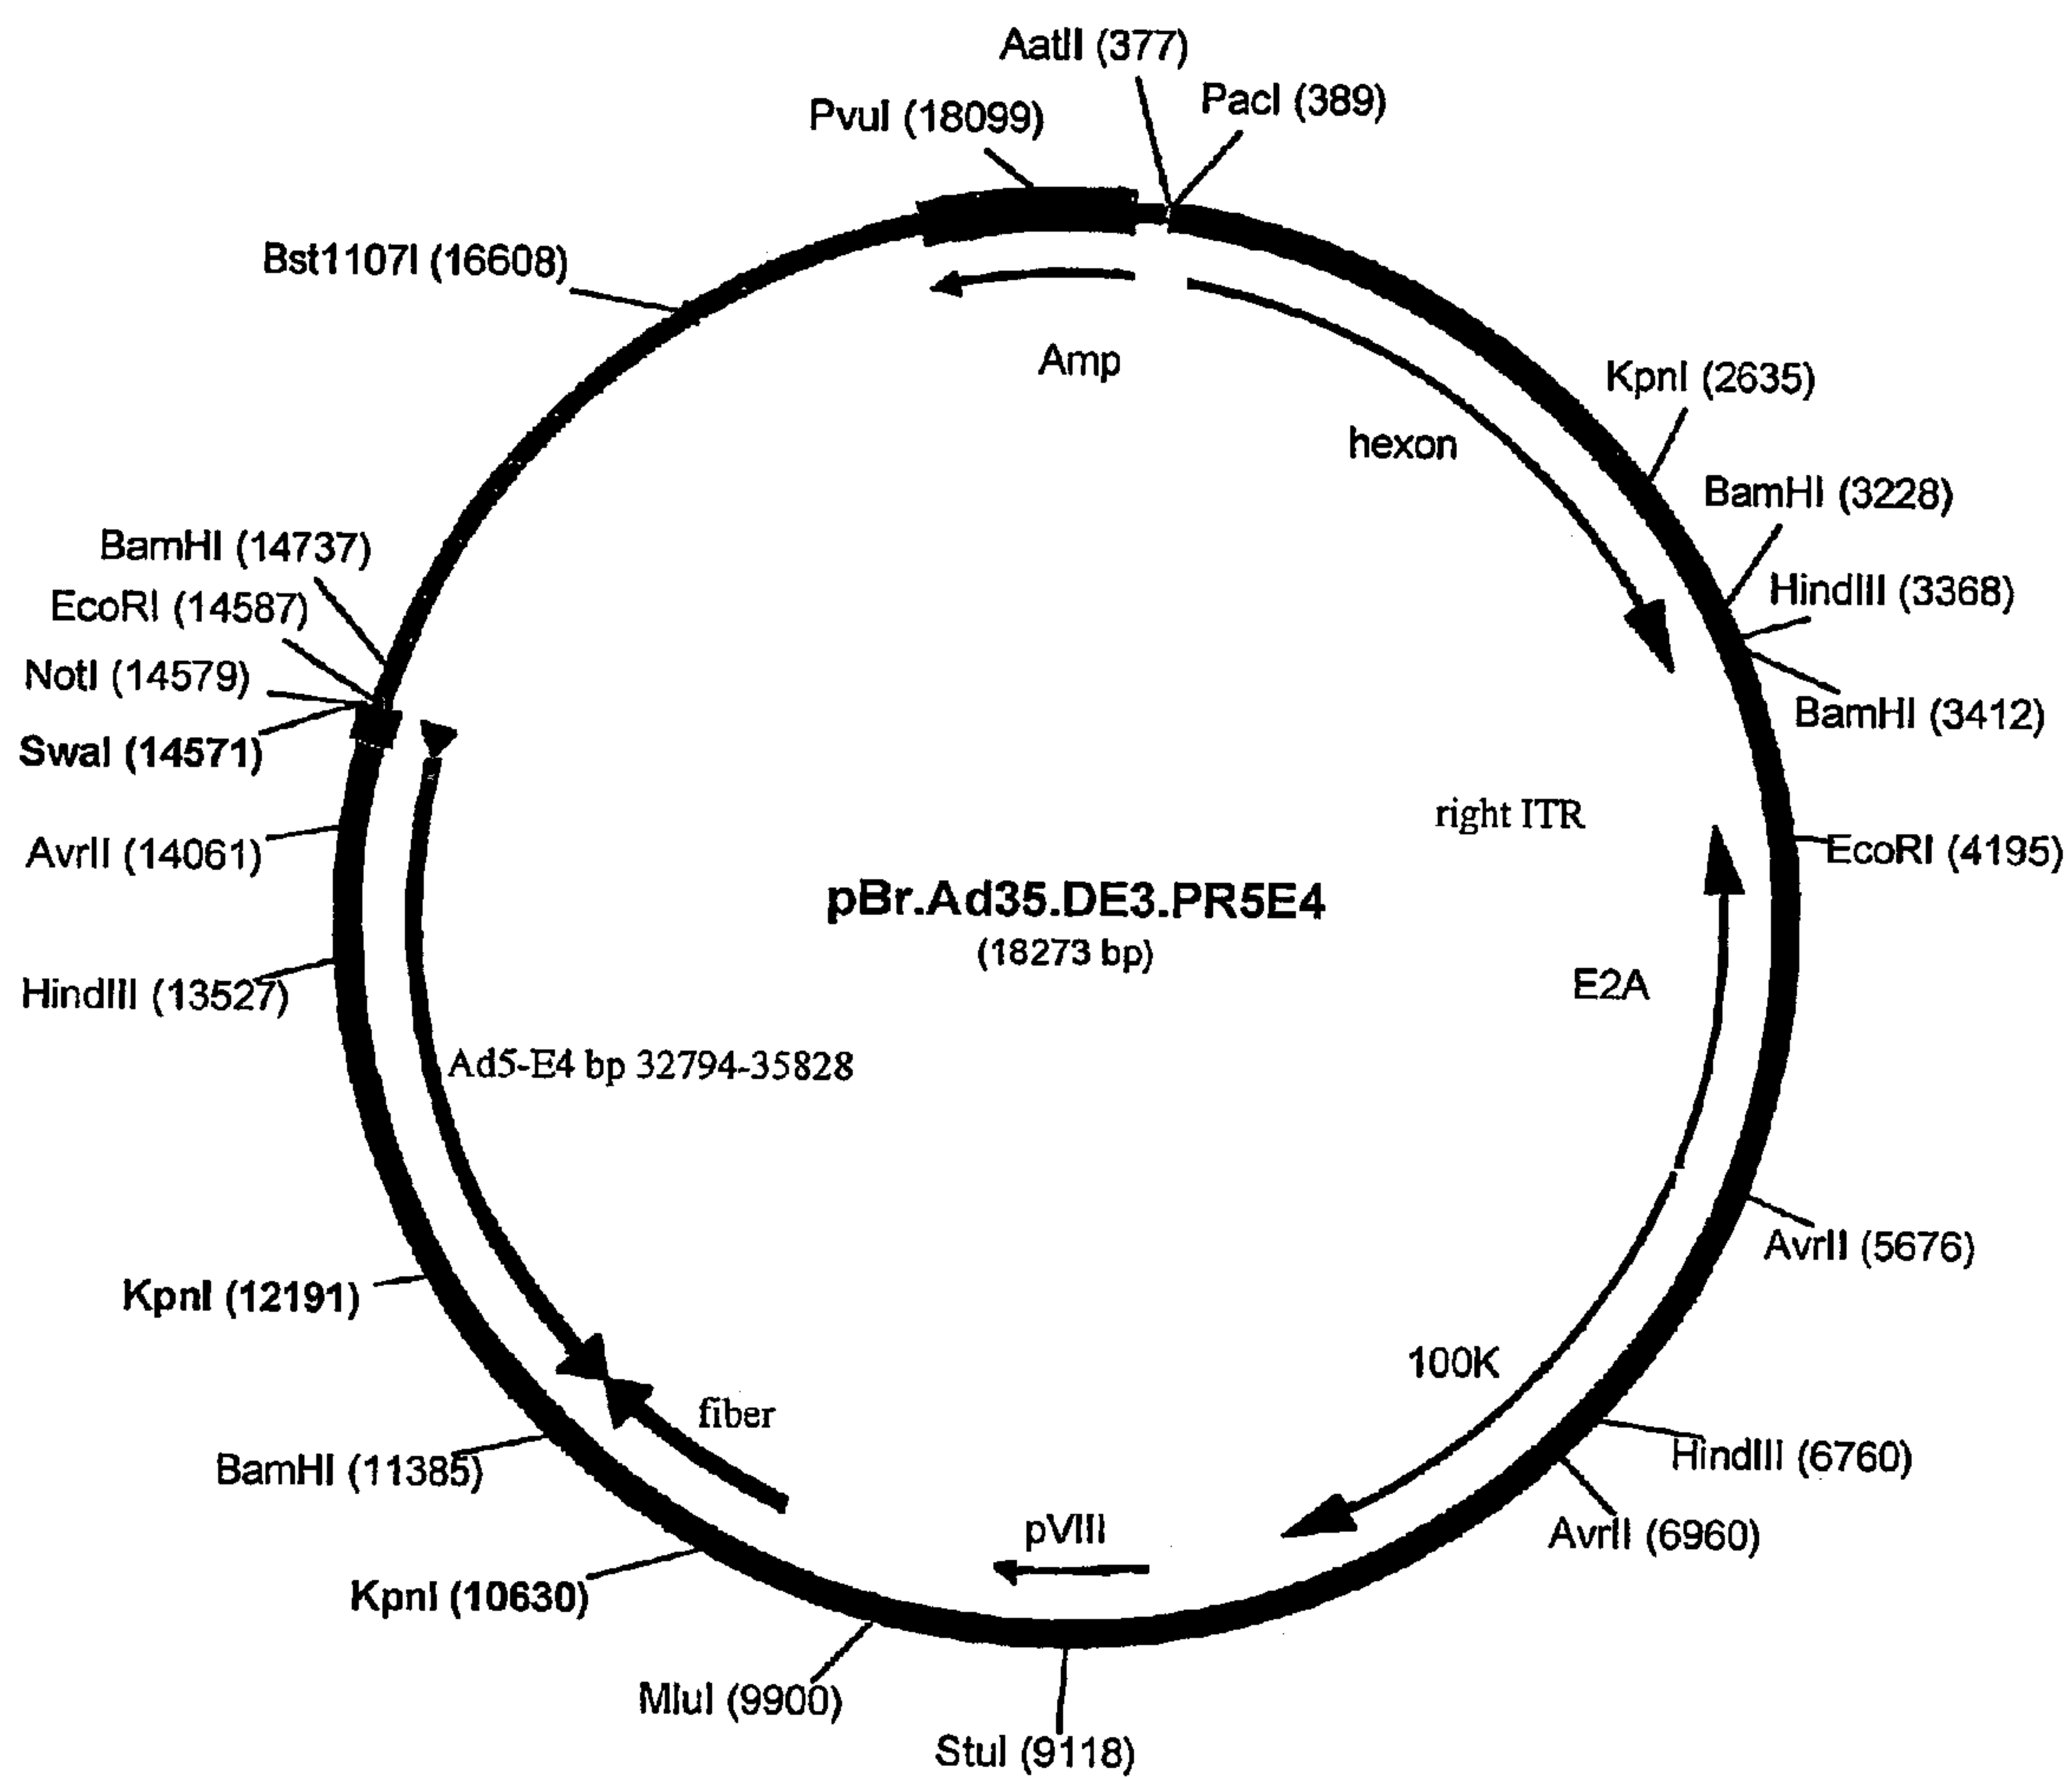 AatII (377)
PacI (389)
PvuI (18099)
Bst1107I (16608)
Amp
KpnI (2635)
hexon
BamHI (3228)
BamHI (14737)
HindIII (3368)
EcoRI (14587)
NotI (14579)
BamHI (3412)
SwaI (14571)
right ITR
EcoRI (4195)
AvrII (14061)
pBr.Ad35.DE3.PR5E4
(18273 bp)
E2A
HindIII (13527)
Ad5-E4 bp 32794-35828
AvrII (5676)
KpnI (12191)
100K
fiber
HindIII (6760)
BamHI (11385)
AvrII (6960)
pVIII
KpnI (10630)
MluI (9900)
StuI (9118)